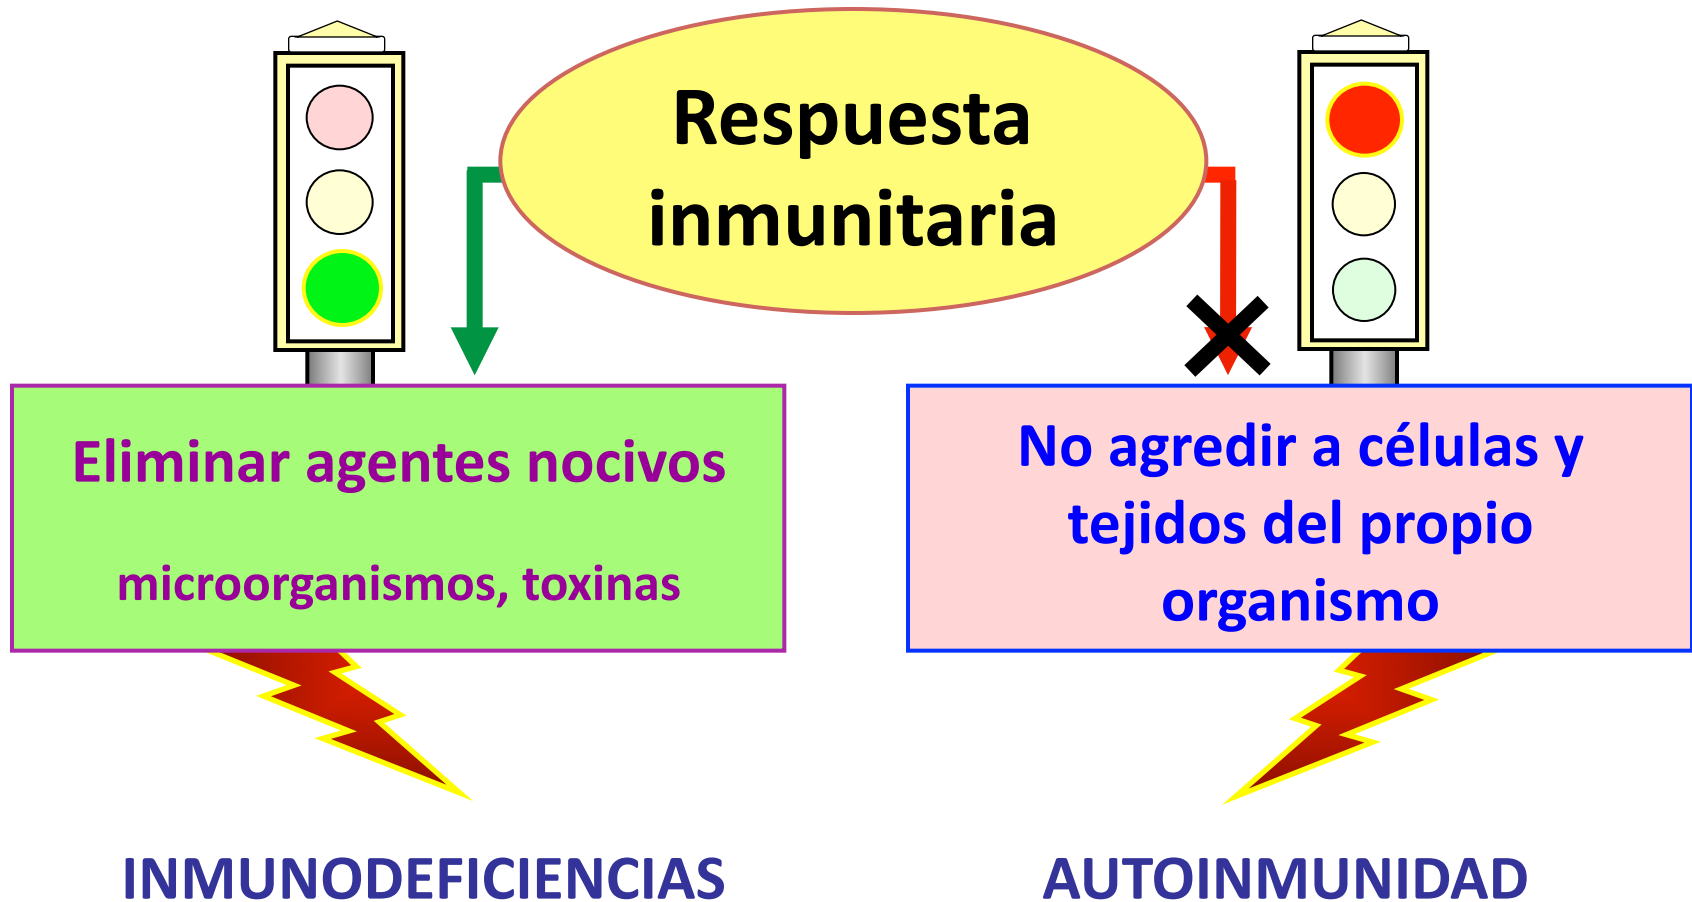 Respuesta
inmunitaria
Eliminar agentes nocivos
microorganismos, toxinas
No agredir a células y
tejidos del propio
organismo
INMUNODEFICIENCIAS
AUTOINMUNIDAD